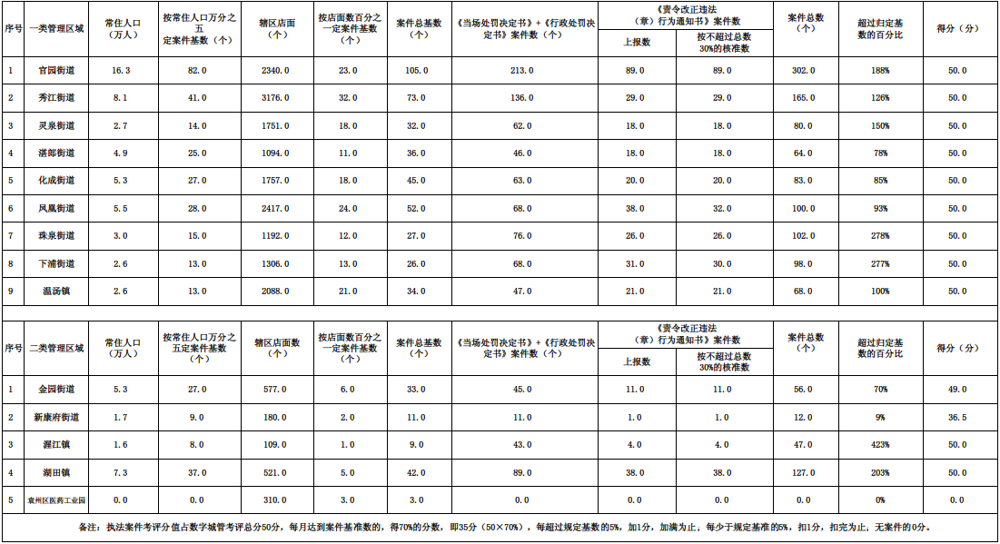 序号 一类管理区域 常住人口（万人） 按常住人口万分之五定案件基数（个） 辖区店面（个） 按店面数百分之一定案件基数（个） 案件总基数（个） 《当场处罚决定书》+《行政处罚决定书》案件数（个） 《责令改正违法（章）行为通知书》案件数 上报数 按不超过总数30%的核准数 案件总数（个） 超过归定基数的百分比 得分（分）
1 官园街道 16.3 82.0 2340.0 23.0 105.0 213.0 89.0 89.0 302.0 188% 50.0
2 秀江街道 8.1 41.0 3176.0 32.0 73.0 136.0 29.0 29.0 165.0 126% 50.0
3 灵泉街道 2.7 14.0 1751.0 18.0 32.0 62.0 18.0 18.0 80.0 150% 50.0
4 湛郎街道 4.9 25.0 1094.0 11.0 36.0 46.0 18.0 18.0 64.0 78% 50.0
5 化成街道 5.3 27.0 1757.0 18.0 45.0 63.0 20.0 20.0 83.0 85% 50.0
6 凤凰街道 5.5 28.0 2417.0 24.0 52.0 68.0 38.0 32.0 100.0 93% 50.0
7 珠泉街道 3.0 15.0 1192.0 12.0 27.0 76.0 26.0 26.0 102.0 278% 50.0
8 下浦街道 2.6 13.0 1306.0 13.0 26.0 68.0 31.0 30.0 98.0 277% 50.0
9 温汤镇 2.6 13.0 2088.0 21.0 34.0 47.0 21.0 21.0 68.0 100% 50.0
序号 二类管理区域 常住人口（万人） 按常住人口万分之五定案件基数（个） 辖区店面数（个） 按店面数百分之一定案件基数（个） 案件总基数（个） 《当场处罚决定书》+《行政处罚决定书》案件数（个） 《责令改正违法（章）行为通知书》案件数 上报数 按不超过总数30%的核准数 案件总数（个） 超过归定基数的百分比 得分（分）
1 金园街道 5.3 27.0 577.0 6.0 33.0 45.0 11.0 11.0 56.0 70% 49.0
2 新康府街道 1.7 9.0 180.0 2.0 11.0 11.0 1.0 1.0 12.0 9% 36.5
3 渥江镇 1.6 8.0 109.0 1.0 9.0 43.0 4.0 4.0 47.0 423% 50.0
4 湖田镇 7.3 37.0 521.0 5.0 42.0 89.0 38.0 38.0 127.0 203% 50.0
5 袁州区医药工业园 0.0 0.0 310.0 3.0 3.0 0.0 0.0 0.0 0.0 0% 0.0
备注：执法案件考评分值占数字城管考评总分50分，每月达到案件基准数的，得70%的分数，即35分（50×70%），每超过规定基数的5%，加1分，加满为止；每少于规定基准的5%，扣1分，扣完为止；无案件的0分。